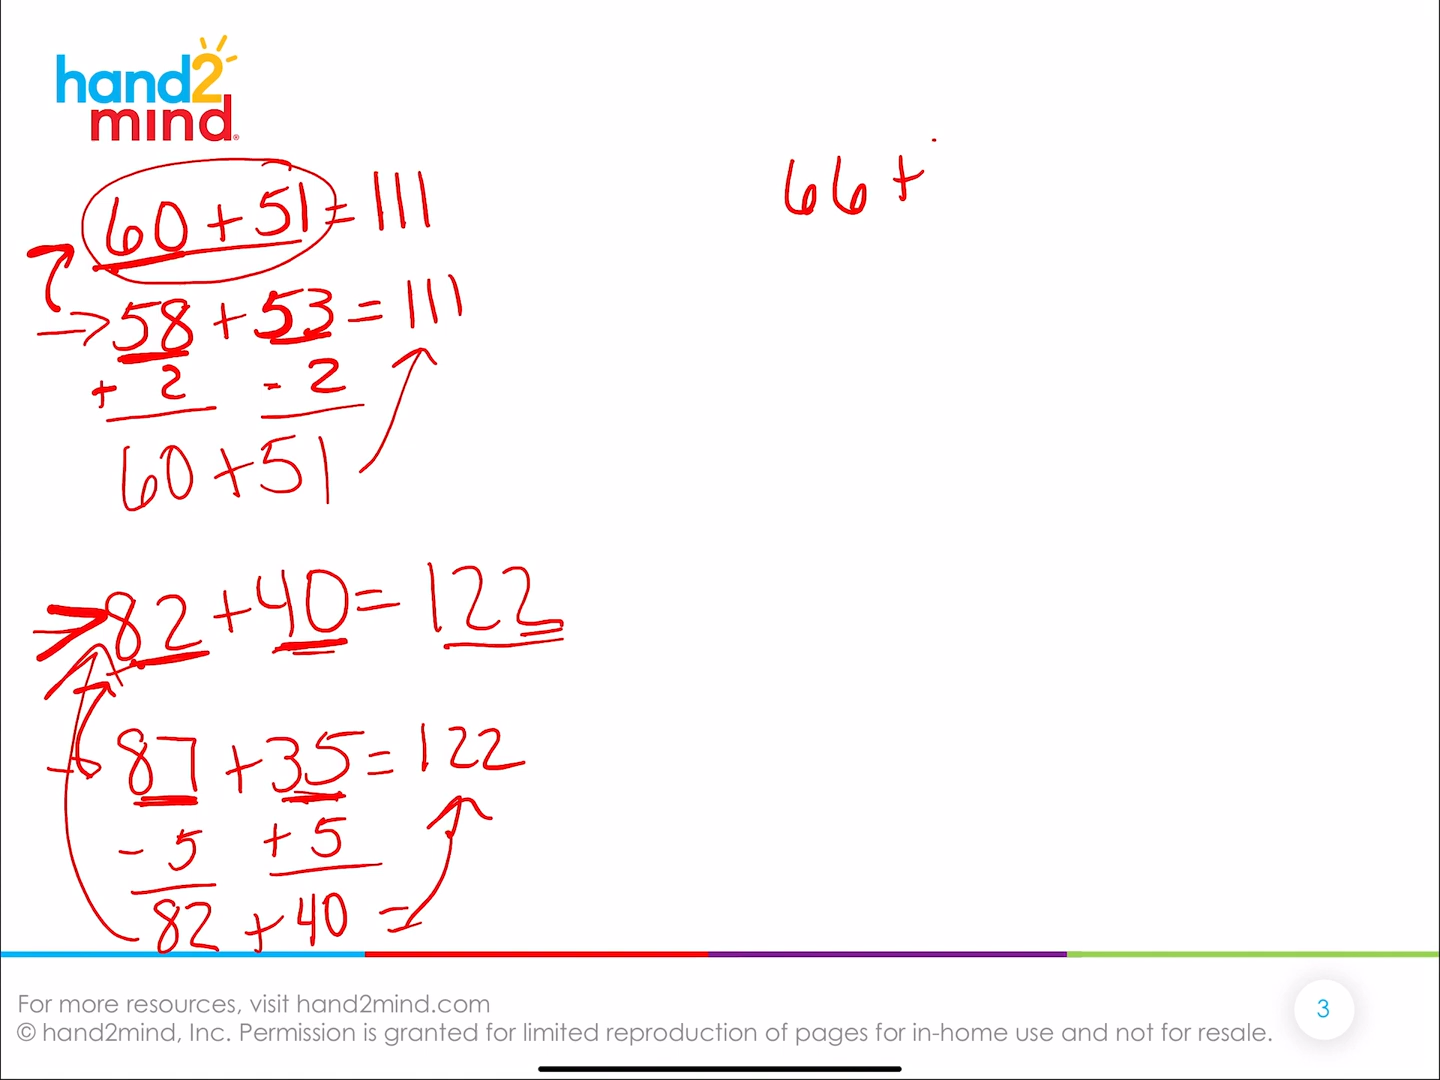 hand2
mind®
60 + 51 = 111
58 + 53 = 111
+ 2 - 2
60 + 51
82 + 40 = 122
87 + 35 = 122
- 5 + 5
82 + 40 =
66 +
For more resources, visit hand2mind.com
© hand2mind, Inc. Permission is granted for limited reproduction of pages for in-home use and not for resale.
3